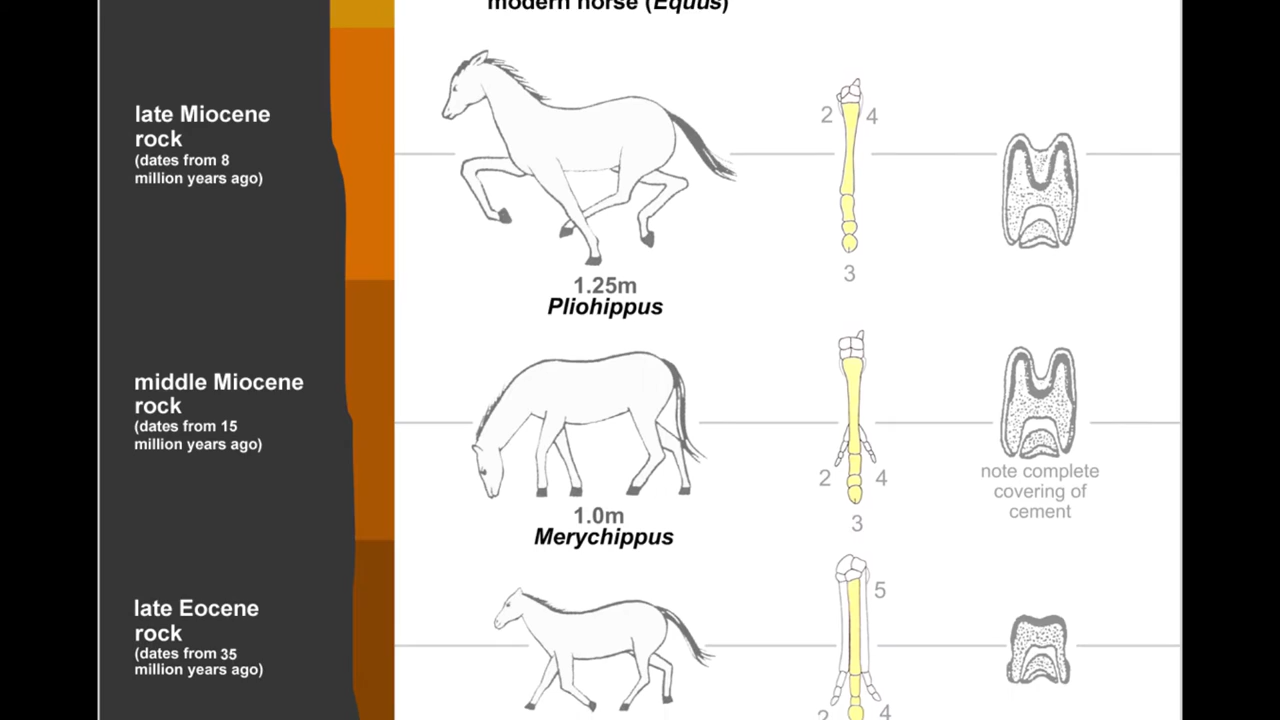 modern horse (Equus)
late Miocene
rock
(dates from 8
million years ago)
2
4
3
1.25m
Pliohippus
middle Miocene
rock
(dates from 15
million years ago)
2
4
3
note complete
covering of
cement
1.0m
Merychippus
late Eocene
rock
(dates from 35
million years ago)
5
2
4